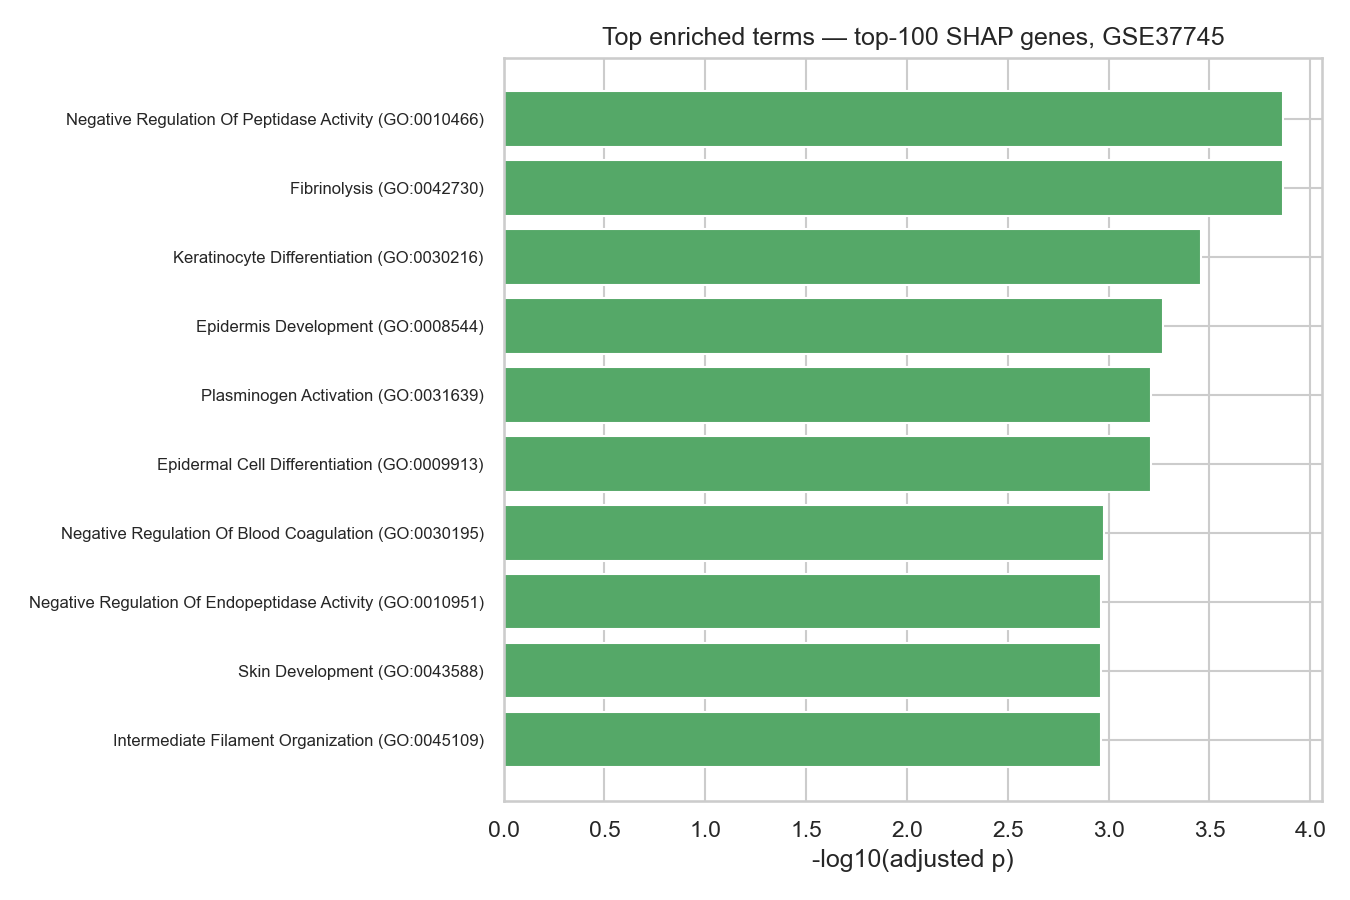 Top enriched terms — top-100 SHAP genes, GSE37745
Negative Regulation Of Peptidase Activity (GO:0010466)
Fibrinolysis (GO:0042730)
Keratinocyte Differentiation (GO:0030216)
Epidermis Development (GO:0008544)
Plasminogen Activation (GO:0031639)
Epidermal Cell Differentiation (GO:0009913)
Negative Regulation Of Blood Coagulation (GO:0030195)
Negative Regulation Of Endopeptidase Activity (GO:0010951)
Skin Development (GO:0043588)
Intermediate Filament Organization (GO:0045109)
0.0 0.5 1.0 1.5 2.0 2.5 3.0 3.5 4.0
-log10(adjusted p)